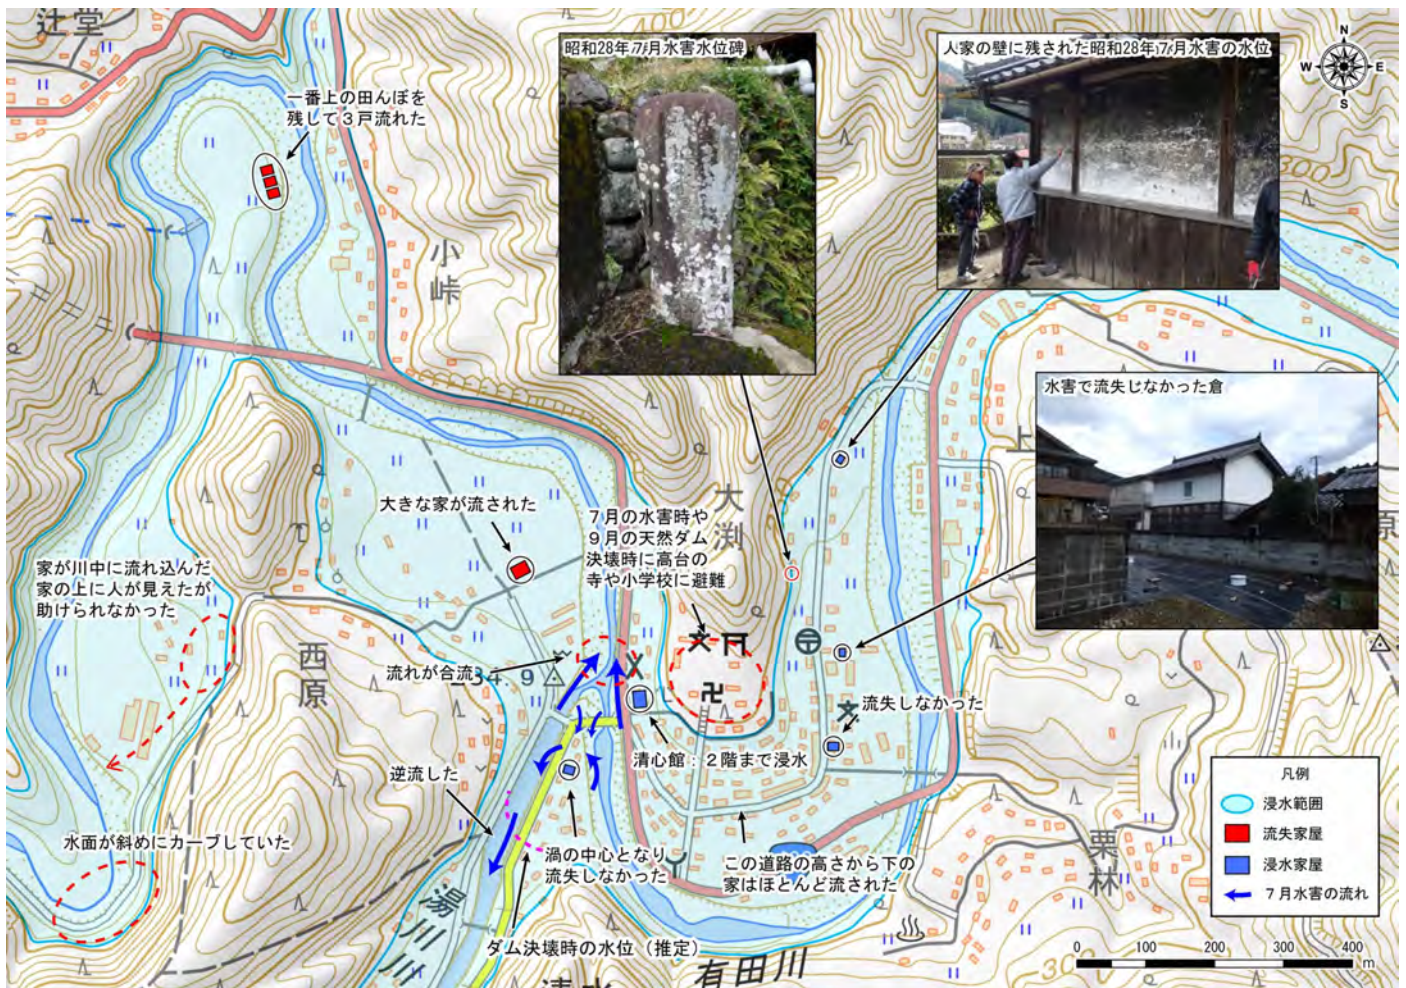 辻堂
一番上の田んぼを
残して3戸流れた
小峠
昭和28年7月水害水位碑
人家の壁に残された昭和28年7月水害の水位
N
W
E
S
400
300
水害で流失しなかった倉
上
原
大きな家が流された
大渕
7月の水害時や
9月の天然ダム
決壊時に高台の
寺や小学校に避難
家が川中に流れ込んだ
家の上に人が見えたが
助けられなかった
西原
流れが合流
234.9
流失しなかった
清心館:2階まで浸水
逆流した
水面が斜めにカーブしていた
渦の中心となり
流失しなかった
この道路の高さから下の
家はほとんど流された
栗林
湯川川
ダム決壊時の水位(推定)
有田川
清水
凡例
浸水範囲
流失家屋
浸水家屋
7月水害の流れ
0 100 200 300 400
m